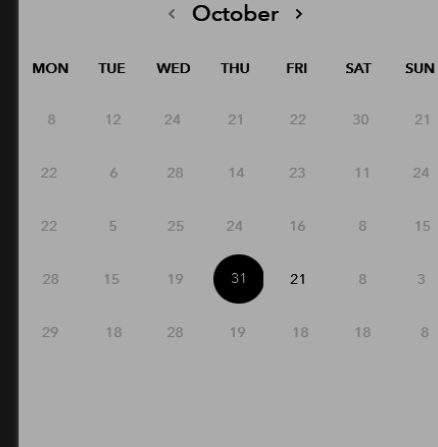 ‹ October ›
MON TUE WED THU FRI SAT SUN
8 12 24 21 22 30 21
22 6 28 14 23 11 24
22 5 25 24 16 8 15
28 15 19 31 21 8 3
29 18 28 19 18 18 8